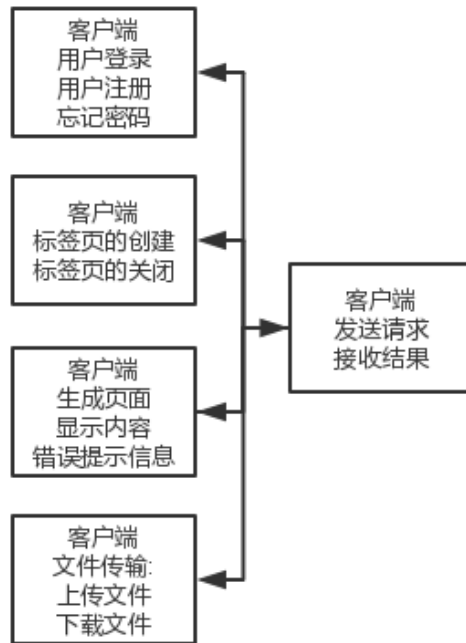 客户端
用户登录
用户注册
忘记密码
客户端
标签页的创建
标签页的关闭
客户端
发送请求
接收结果
客户端
生成页面
显示内容
错误提示信息
客户端
文件传输:
上传文件
下载文件